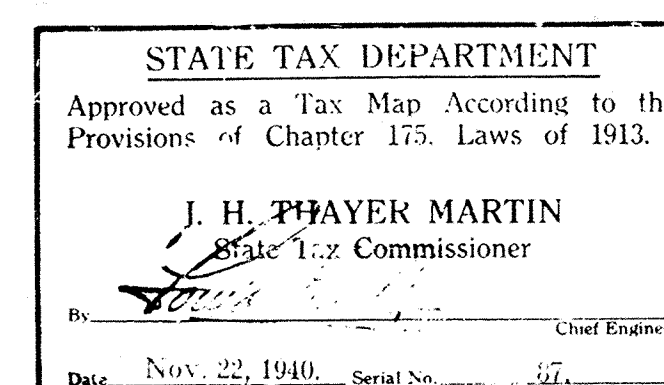 STATE TAX DEPARTMENT
Approved as a Tax Map According to th
Provisions of Chapter 175. Laws of 1913.
J. H. THAYER MARTIN
State Tax Commissioner
By
Chief Engine
Date Nov. 22, 1940. Serial No. 87.